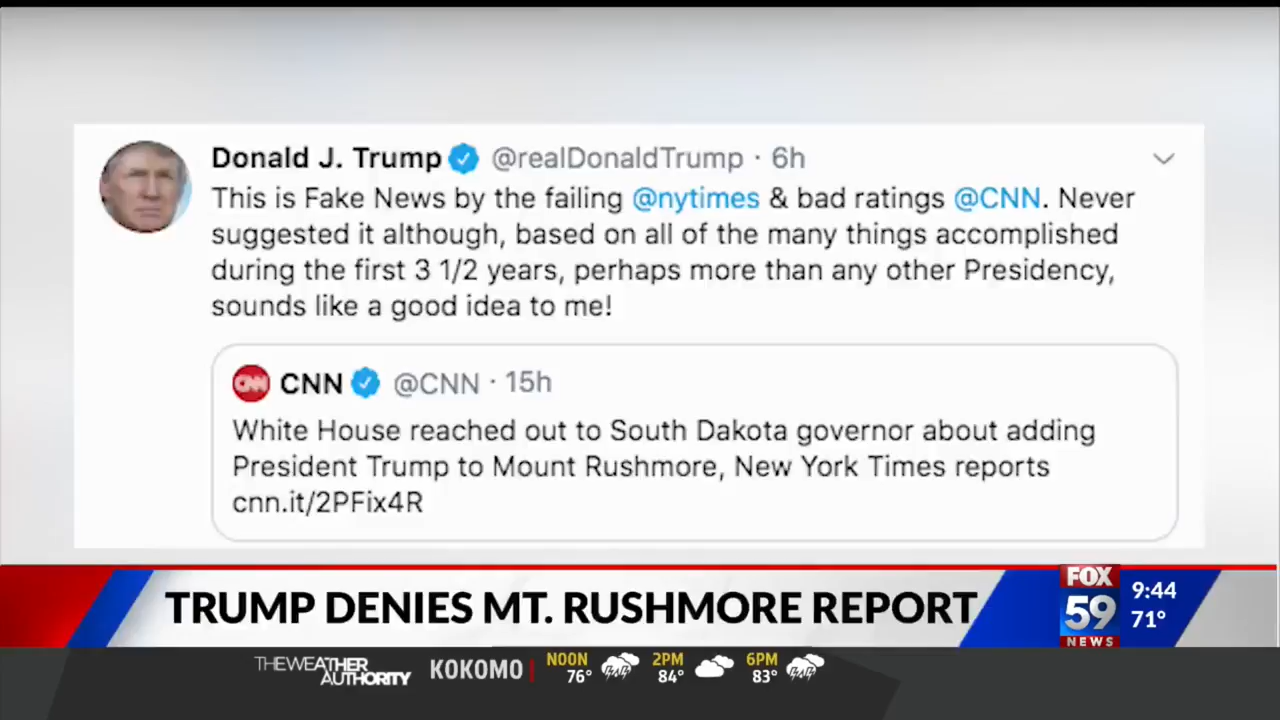 Donald J. Trump @realDonaldTrump · 6h
This is Fake News by the failing @nytimes & bad ratings @CNN. Never
suggested it although, based on all of the many things accomplished
during the first 3 1/2 years, perhaps more than any other Presidency,
sounds like a good idea to me!
CNN CNN @CNN · 15h
White House reached out to South Dakota governor about adding
President Trump to Mount Rushmore, New York Times reports
cnn.it/2PFix4R
TRUMP DENIES MT. RUSHMORE REPORT
FOX
59
NEWS
9:44
71°
THE WEATHER
AUTHORITY
KOKOMO
NOON
76°
2PM
84°
6PM
83°